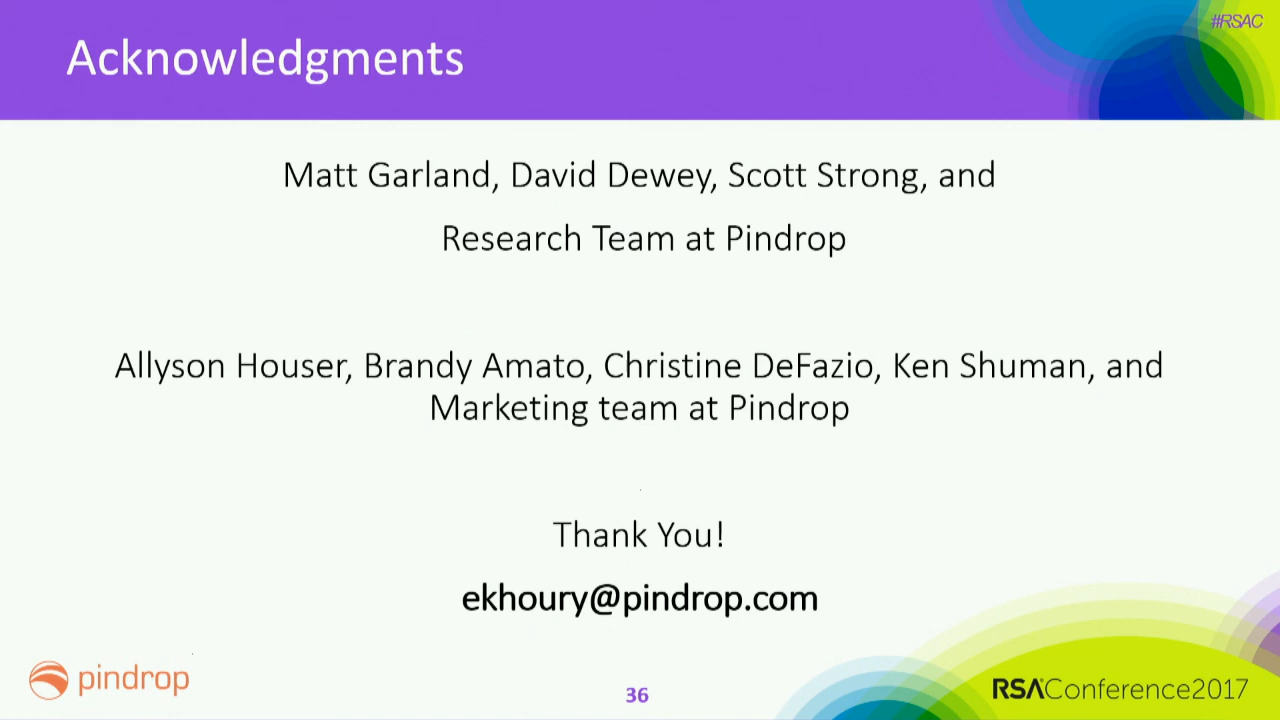 #RSAC
Acknowledgments
Matt Garland, David Dewey, Scott Strong, and
Research Team at Pindrop
Allyson Houser, Brandy Amato, Christine DeFazio, Ken Shuman, and
Marketing team at Pindrop
Thank You!
ekhoury@pindrop.com
pindrop
36
RSAConference2017